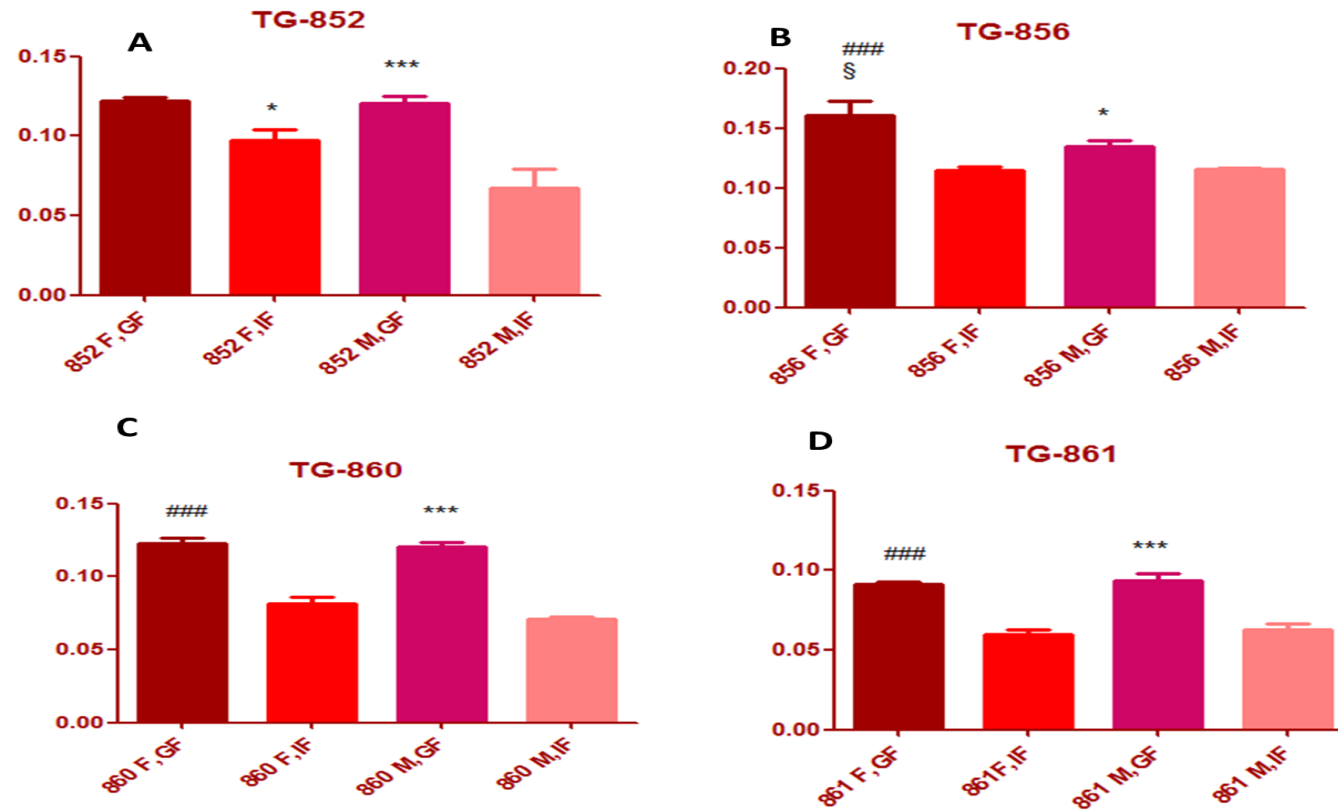 A
TG-852
0.15
0.10
0.05
0.00
*
***
852 F,GF
852 F,IF
852 M,GF
852 M,IF
B
TG-856
0.20
0.15
0.10
0.05
0.00
###
§
*
856 F,GF
856 F,IF
856 M,GF
856 M,IF
C
TG-860
0.15
0.10
0.05
0.00
###
***
860 F,GF
860 F,IF
860 M,GF
860 M,IF
D
TG-861
0.15
0.10
0.05
0.00
###
***
861 F,GF
861F,IF
861 M,GF
861 M,IF